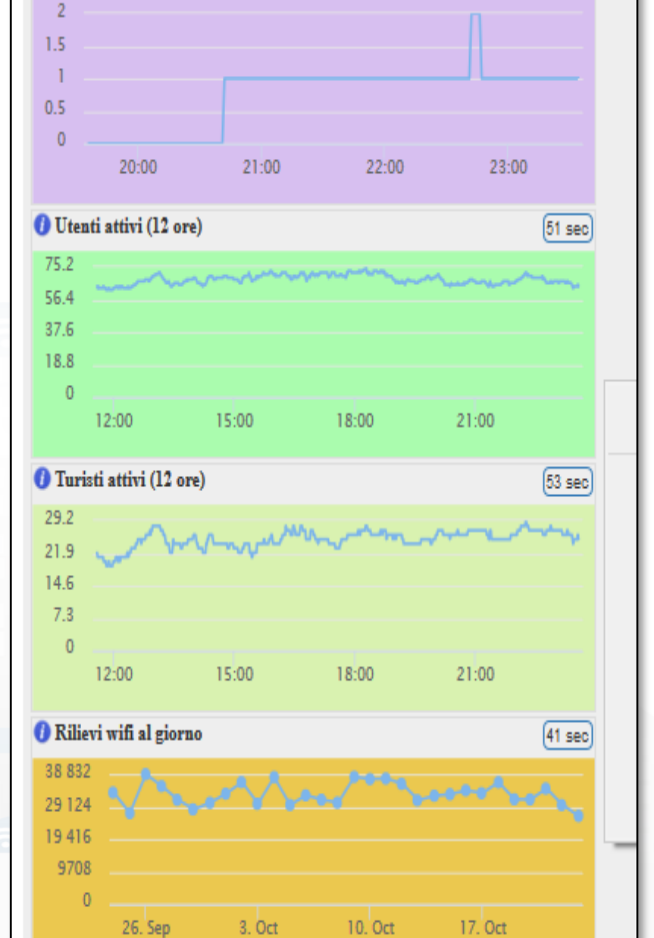 2
1.5
1
0.5
0
20:00 21:00 22:00 23:00
Utenti attivi (12 ore) 51 sec
75.2
56.4
37.6
18.8
0
12:00 15:00 18:00 21:00
Turisti attivi (12 ore) 53 sec
29.2
21.9
14.6
7.3
0
12:00 15:00 18:00 21:00
Rilievi wifi al giorno 41 sec
38 832
29 124
19 416
9708
0
26. Sep 3. Oct 10. Oct 17. Oct